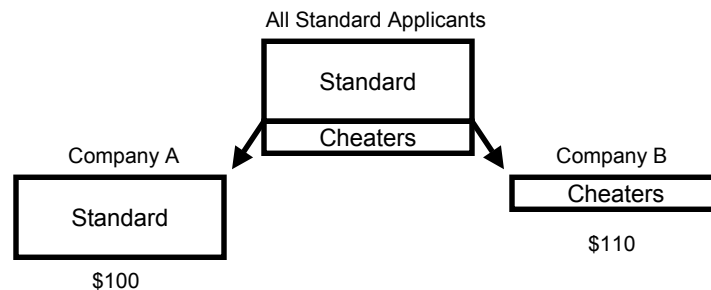 All Standard Applicants
Standard
Cheaters
Company A
Company B
Standard
Cheaters
$100
$110